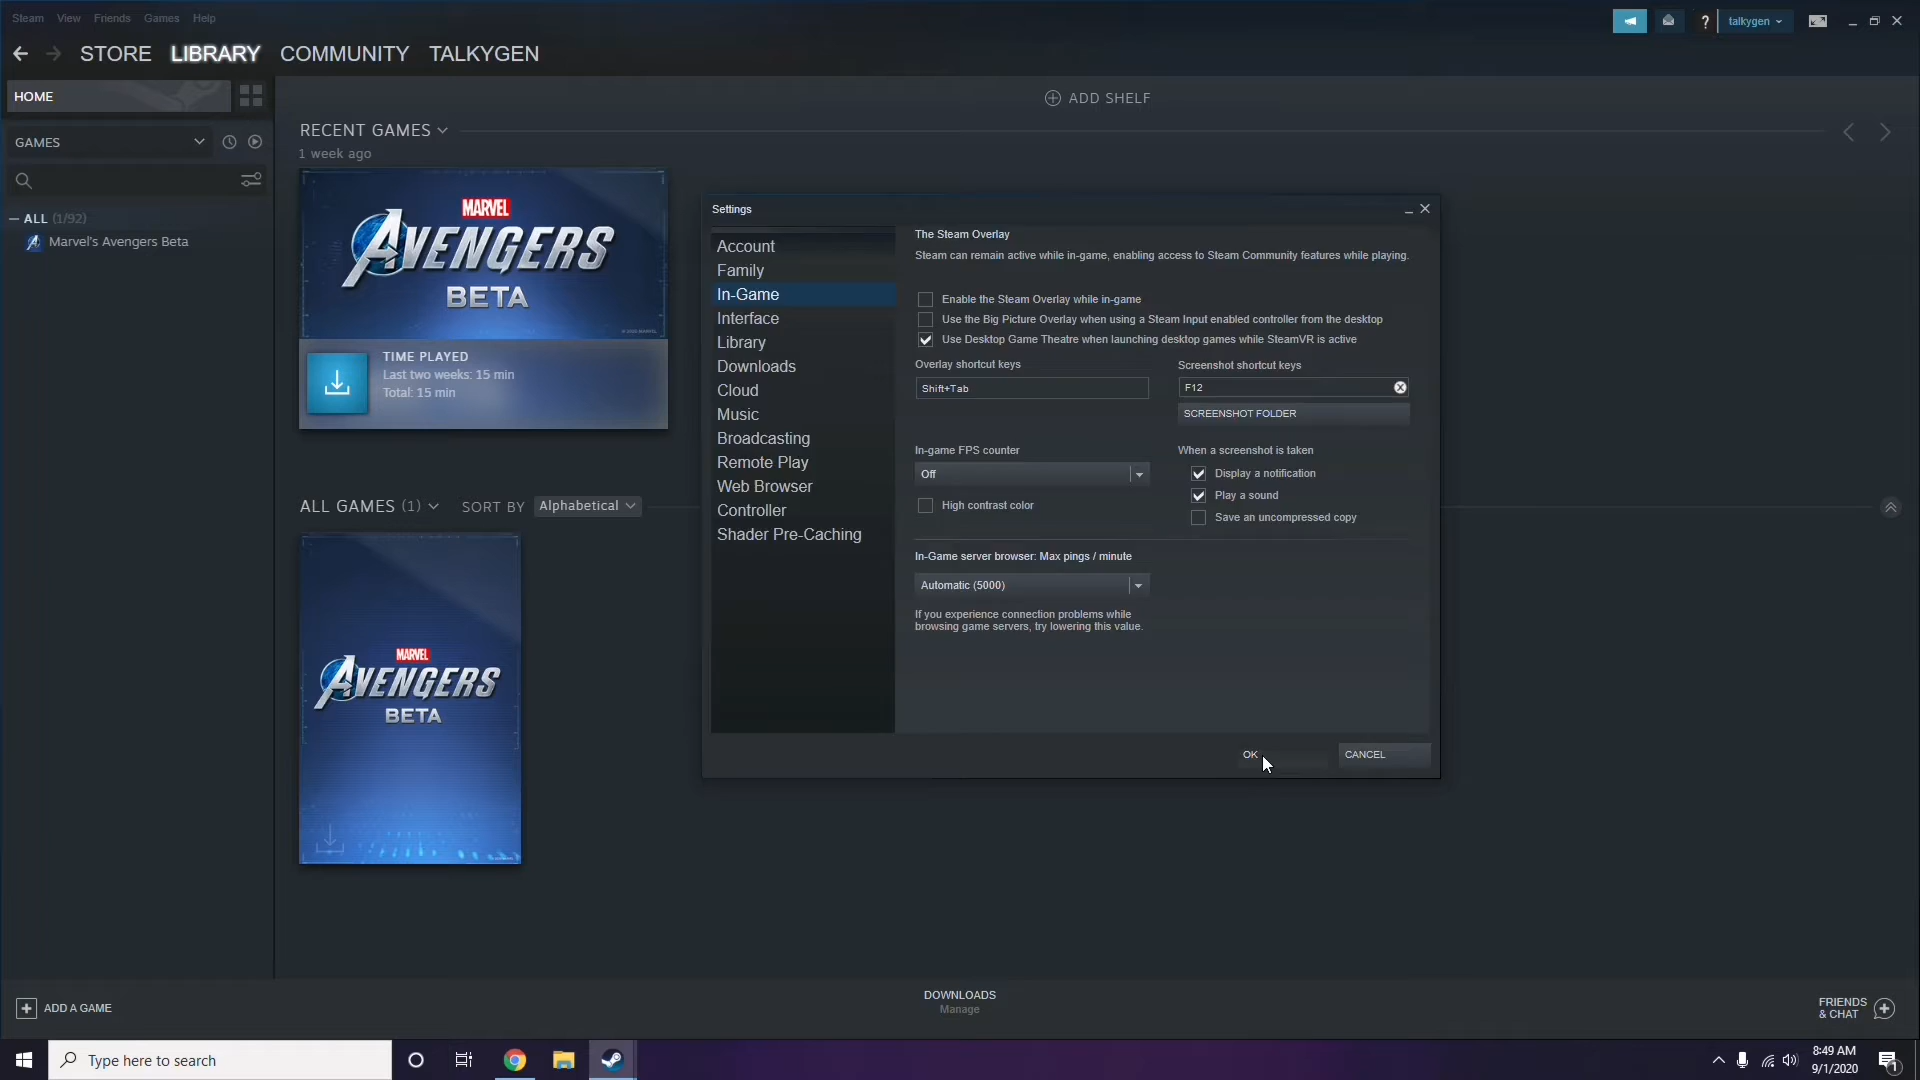 Steam View Friends Games Help
? talkygen
STORE LIBRARY COMMUNITY TALKYGEN
HOME
ADD SHELF
GAMES
RECENT GAMES
1 week ago
ALL (1/92)
Marvel's Avengers Beta
MARVEL
AVENGERS
BETA
TIME PLAYED
Last two weeks: 15 min
Total: 15 min
ALL GAMES (1) SORT BY Alphabetical
MARVEL
AVENGERS
BETA
Settings
Account
Family
In-Game
Interface
Library
Downloads
Cloud
Music
Broadcasting
Remote Play
Web Browser
Controller
Shader Pre-Caching
The Steam Overlay
Steam can remain active while in-game, enabling access to Steam Community features while playing.
Enable the Steam Overlay while in-game
Use the Big Picture Overlay when using a Steam Input enabled controller from the desktop
Use Desktop Game Theatre when launching desktop games while SteamVR is active
Overlay shortcut keys
Shift+Tab
Screenshot shortcut keys
F12
SCREENSHOT FOLDER
In-game FPS counter
Off
High contrast color
When a screenshot is taken
Display a notification
Play a sound
Save an uncompressed copy
In-Game server browser: Max pings / minute
Automatic (5000)
If you experience connection problems while
browsing game servers, try lowering this value.
OK CANCEL
ADD A GAME
DOWNLOADS
Manage
FRIENDS
& CHAT
Type here to search
8:49 AM
9/1/2020
1